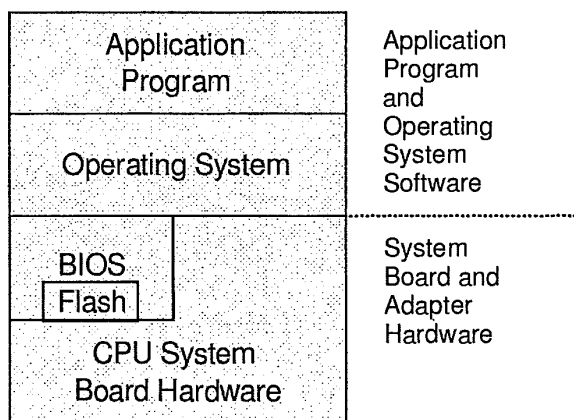 Application
Program
Operating System
BIOS
Flash
CPU System
Board Hardware
Application
Program
and
Operating
System
Software
System
Board and
Adapter
Hardware